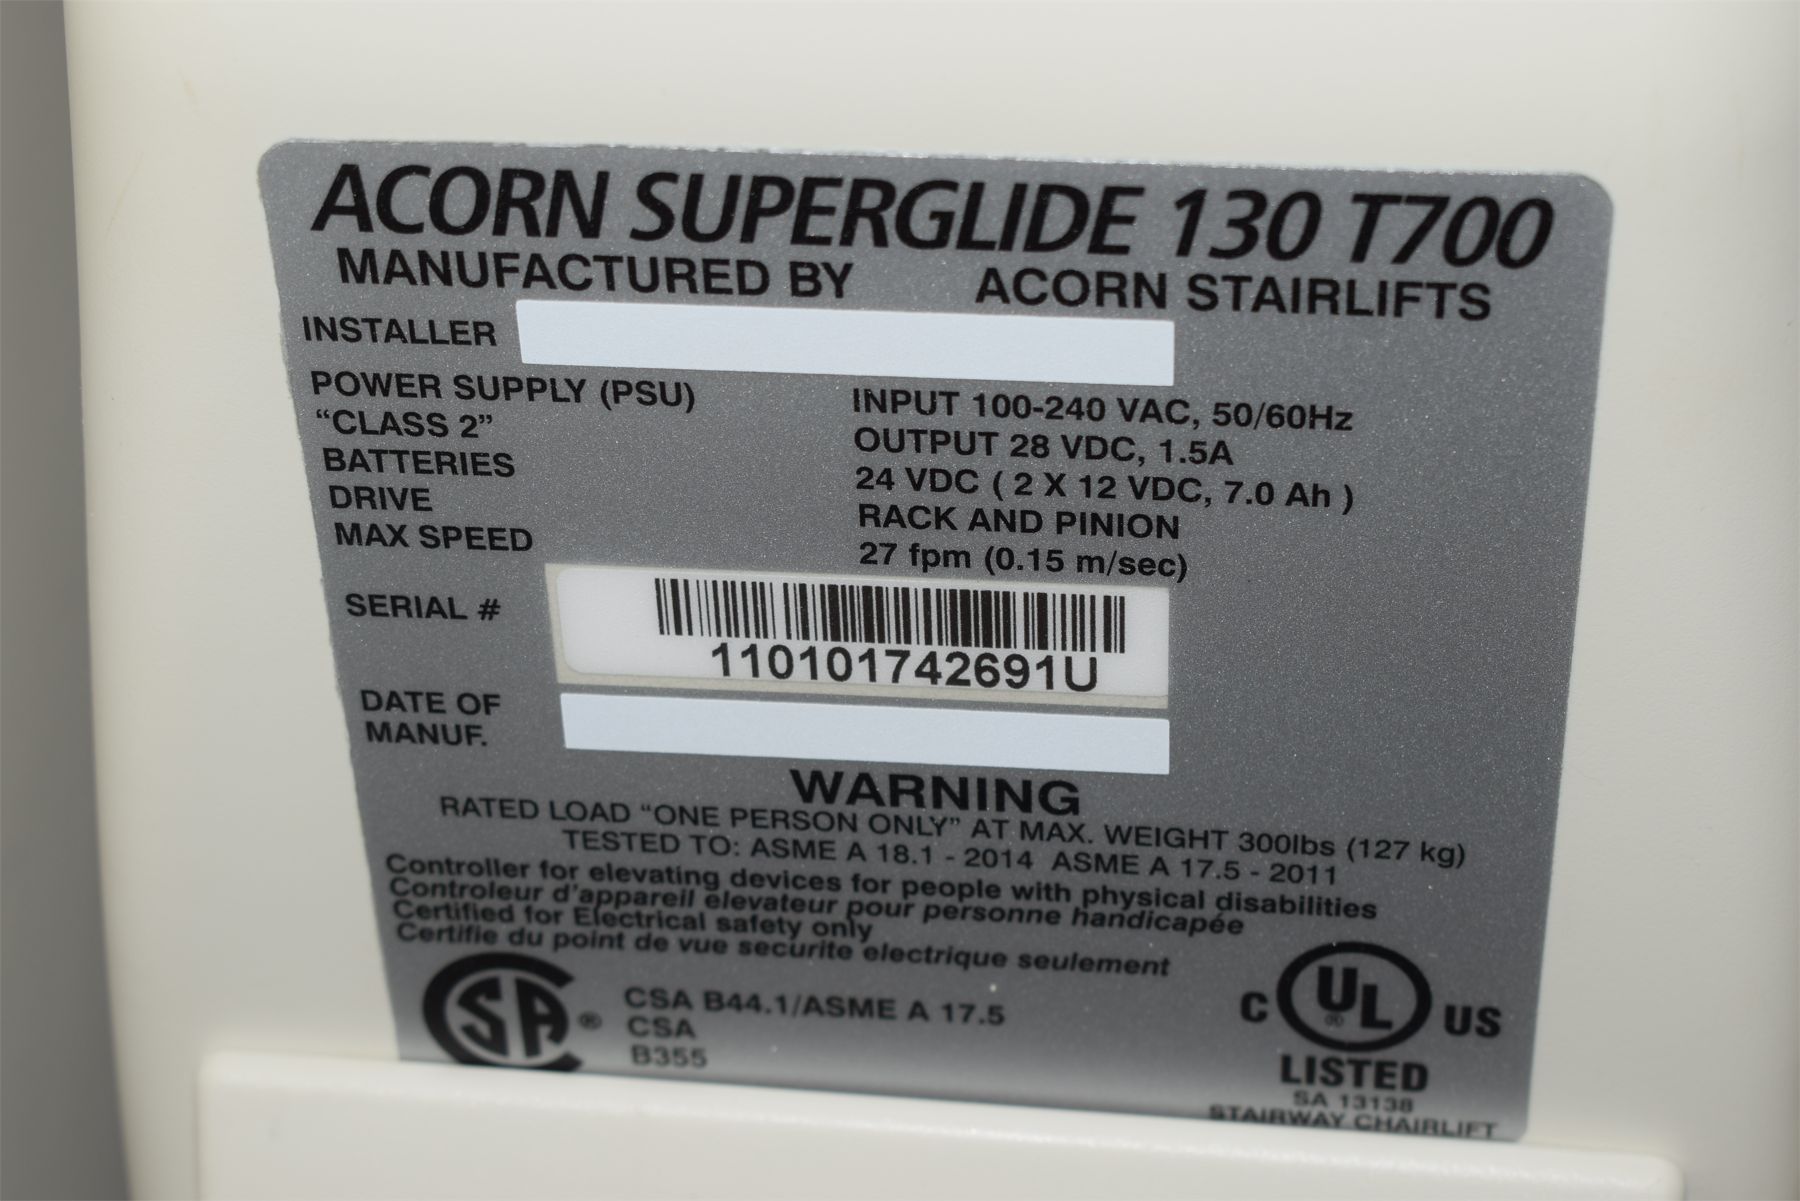 ACORN SUPERGLIDE 130 T700
MANUFACTURED BY ACORN STAIRLIFTS
INSTALLER
POWER SUPPLY (PSU) INPUT 100-240 VAC, 50/60Hz
“CLASS 2” OUTPUT 28 VDC, 1.5A
BATTERIES 24 VDC ( 2 X 12 VDC, 7.0 Ah )
DRIVE RACK AND PINION
MAX SPEED 27 fpm (0.15 m/sec)
SERIAL # 110101742691U
DATE OF
MANUF.
WARNING
RATED LOAD “ONE PERSON ONLY” AT MAX. WEIGHT 300lbs (127 kg)
TESTED TO: ASME A 18.1 - 2014 ASME A 17.5 - 2011
Controller for elevating devices for people with physical disabilities
Controleur d’appareil elevateur pour personne handicapée
Certified for Electrical safety only
Certifie du point de vue securite electrique seulement
SA ® CSA B44.1/ASME A 17.5
CSA
B355
C UL ® US
LISTED
SA 13138
STAIRWAY CHAIRLIFT